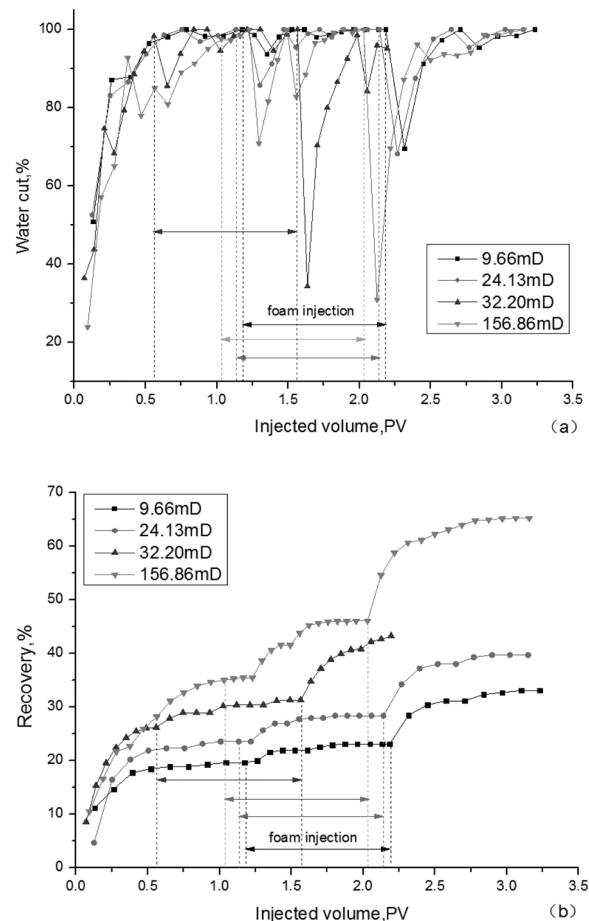 100
80
60
40
20
Water cut,%
9.66mD
24.13mD
32.20mD
156.86mD
foam injection
0.0 0.5 1.0 1.5 2.0 2.5 3.0 3.5
Injected volume,PV
(a)
70
60
50
40
30
20
10
0
Recovery,%
9.66mD
24.13mD
32.20mD
156.86mD
foam injection
0.0 0.5 1.0 1.5 2.0 2.5 3.0 3.5
Injected volume,PV
(b)